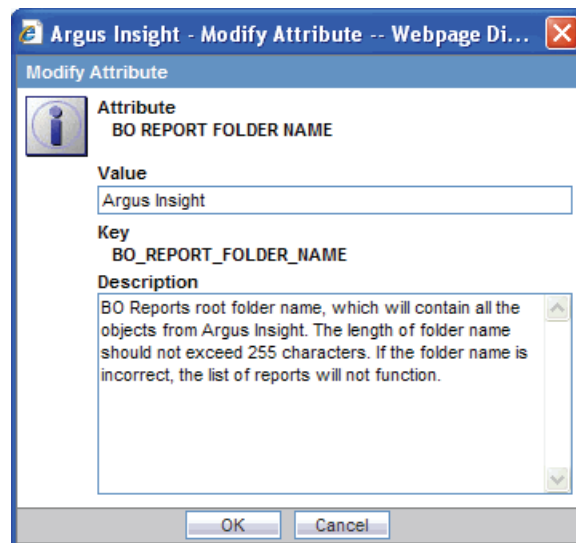 Argus Insight - Modify Attribute -- Webpage Di...
Modify Attribute
Attribute
BO REPORT FOLDER NAME
Value
Argus Insight
Key
BO_REPORT_FOLDER_NAME
Description
BO Reports root folder name, which will contain all the
objects from Argus Insight. The length of folder name
should not exceed 255 characters. If the folder name is
incorrect, the list of reports will not function.
OK Cancel